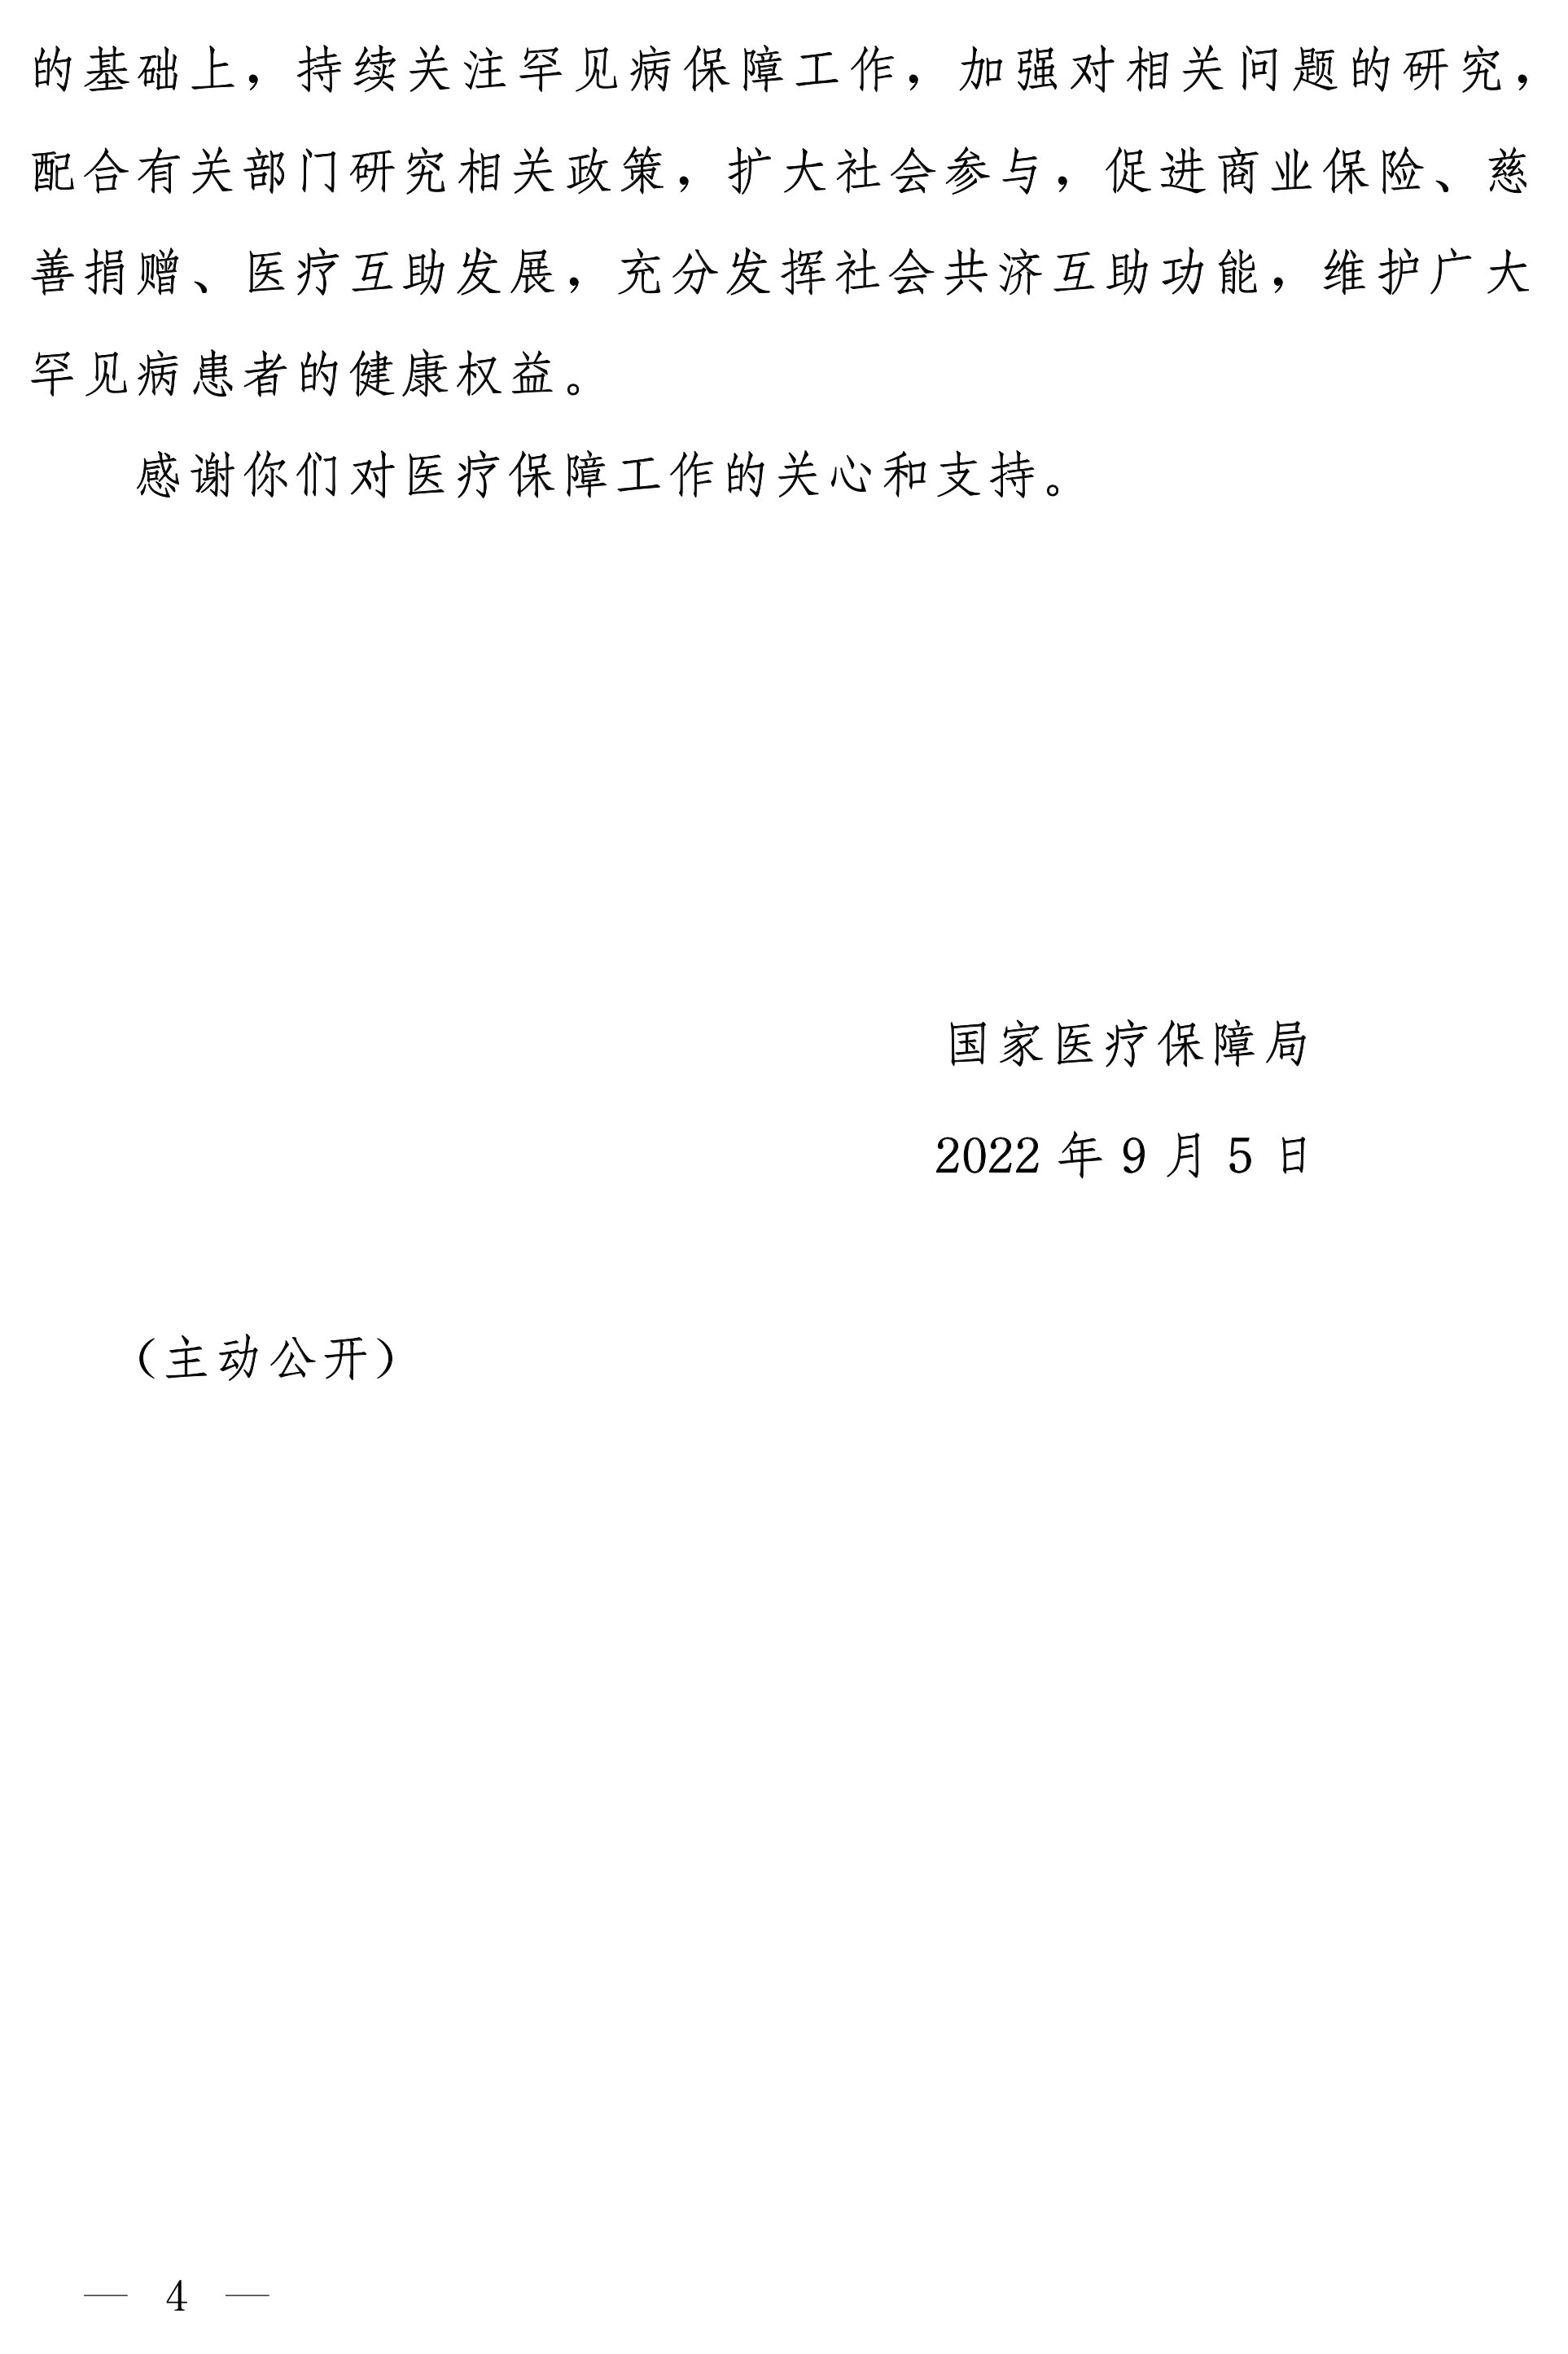 的基础上，持续关注罕见病保障工作，加强对相关问题的研究，
配合有关部门研究相关政策，扩大社会参与，促进商业保险、慈
善捐赠、医疗互助发展，充分发挥社会共济互助功能，维护广大
罕见病患者的健康权益。
感谢你们对医疗保障工作的关心和支持。
国家医疗保障局
2022 年 9 月 5 日
（主动公开）
— 4 —